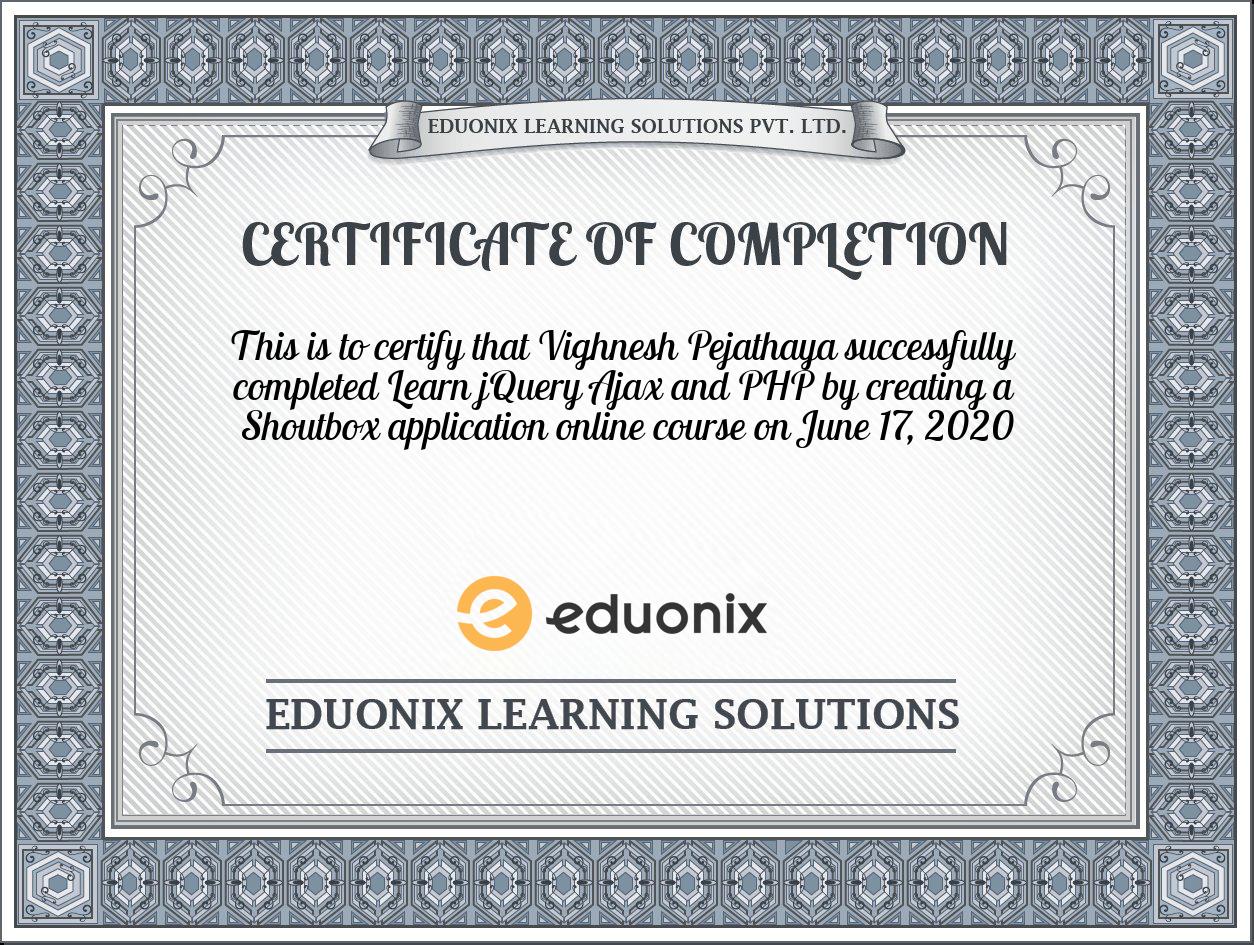 EDUONIX LEARNING SOLUTIONS PVT. LTD.
CERTIFICATE OF COMPLETION
This is to certify that Vighnesh Pejathaya successfully
completed Learn jQuery Ajax and PHP by creating a
Shoutbox application online course on June 17, 2020
eduonix
EDUONIX LEARNING SOLUTIONS